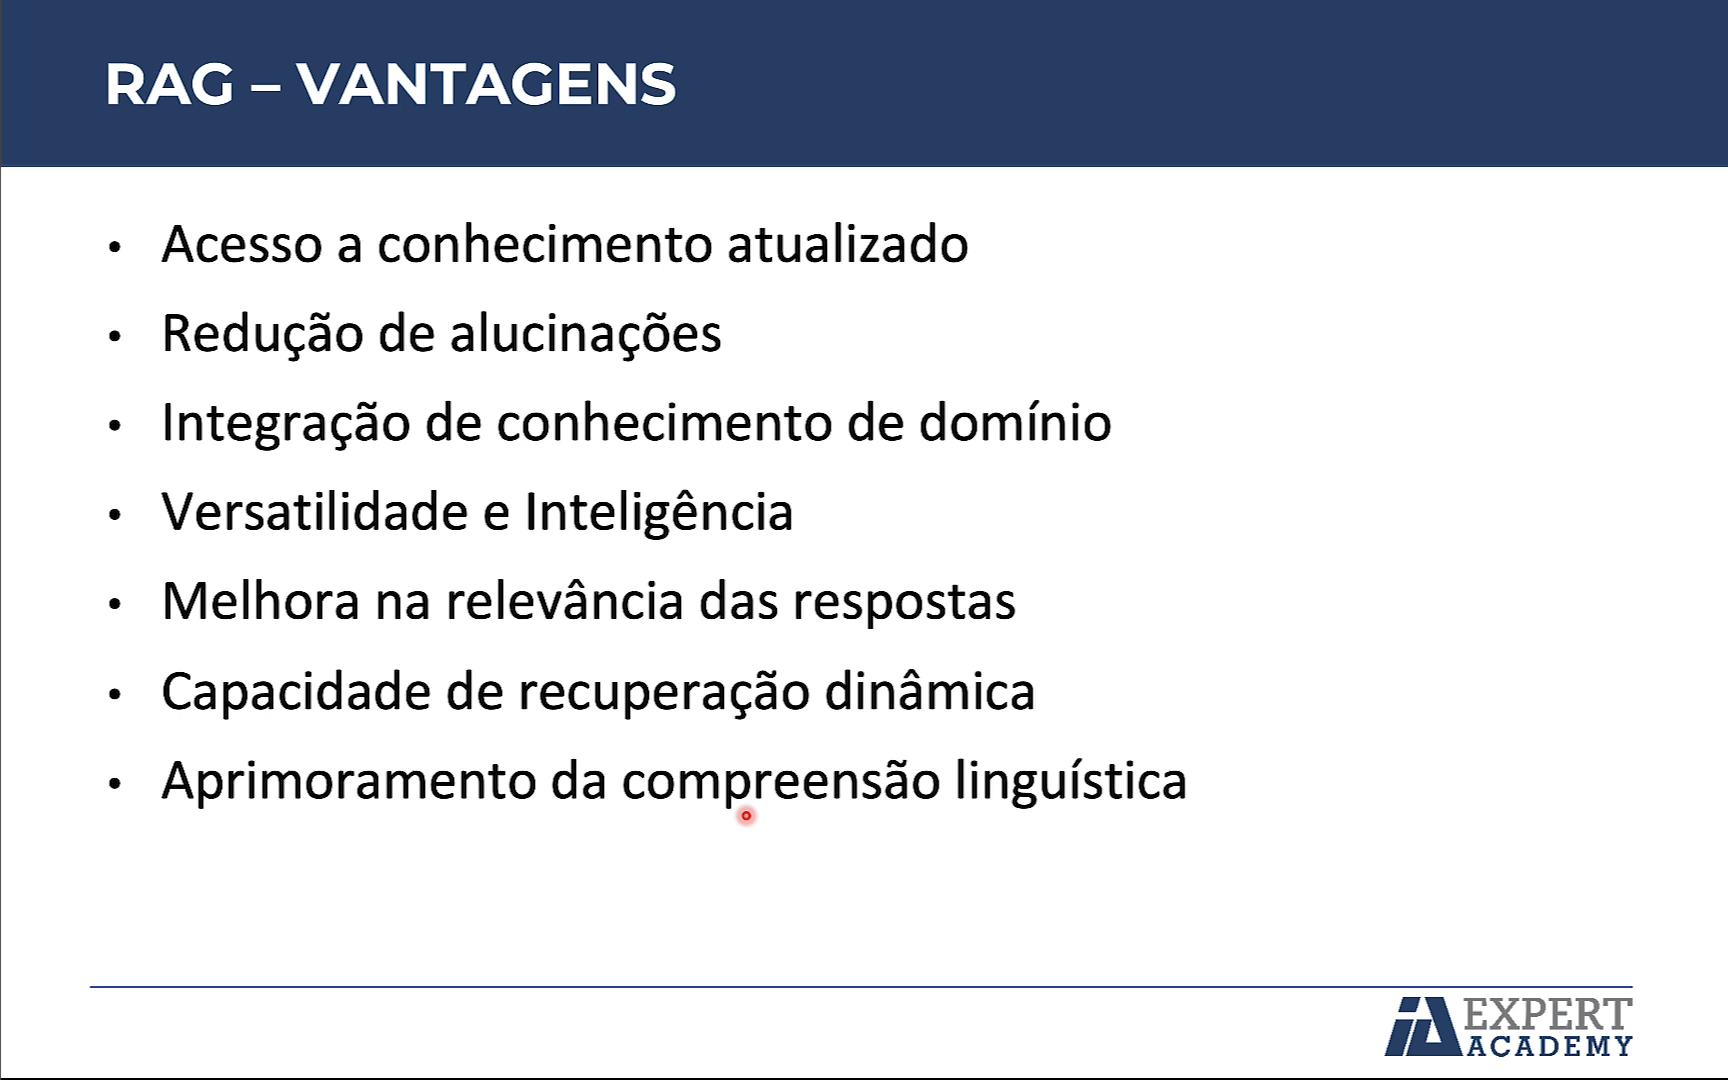 RAG – VANTAGENS
• Acesso a conhecimento atualizado
• Redução de alucinações
• Integração de conhecimento de domínio
• Versatilidade e Inteligência
• Melhora na relevância das respostas
• Capacidade de recuperação dinâmica
• Aprimoramento da compreensão linguística
IA EXPERT
ACADEMY